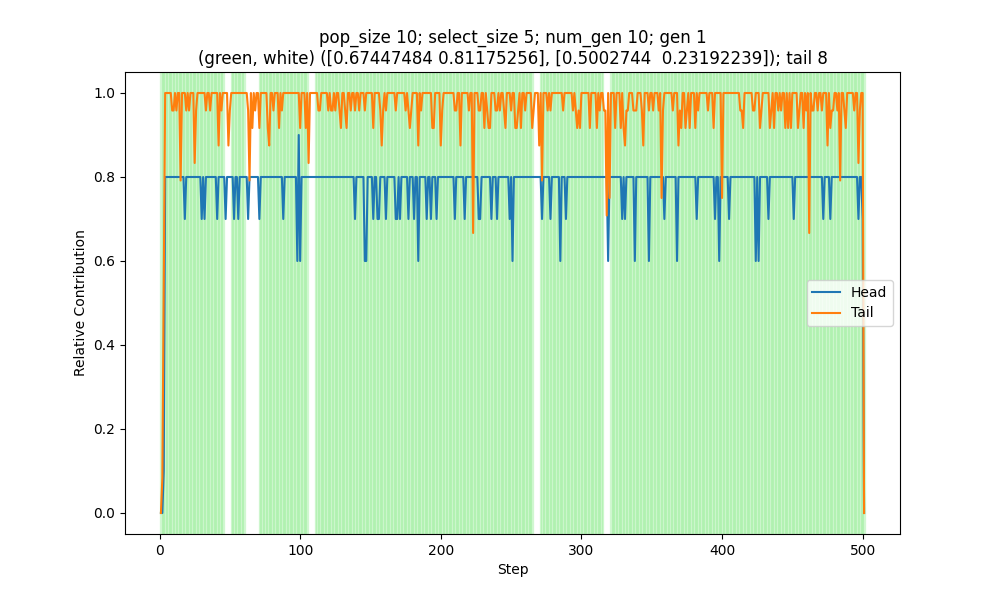 pop_size 10; select_size 5; num_gen 10; gen 1
(green, white) ([0.67447484 0.81175256], [0.5002744  0.23192239]); tail 8
Relative Contribution
1.0
0.8
0.6
0.4
0.2
0.0
Head
Tail
0
100
200
300
400
500
Step